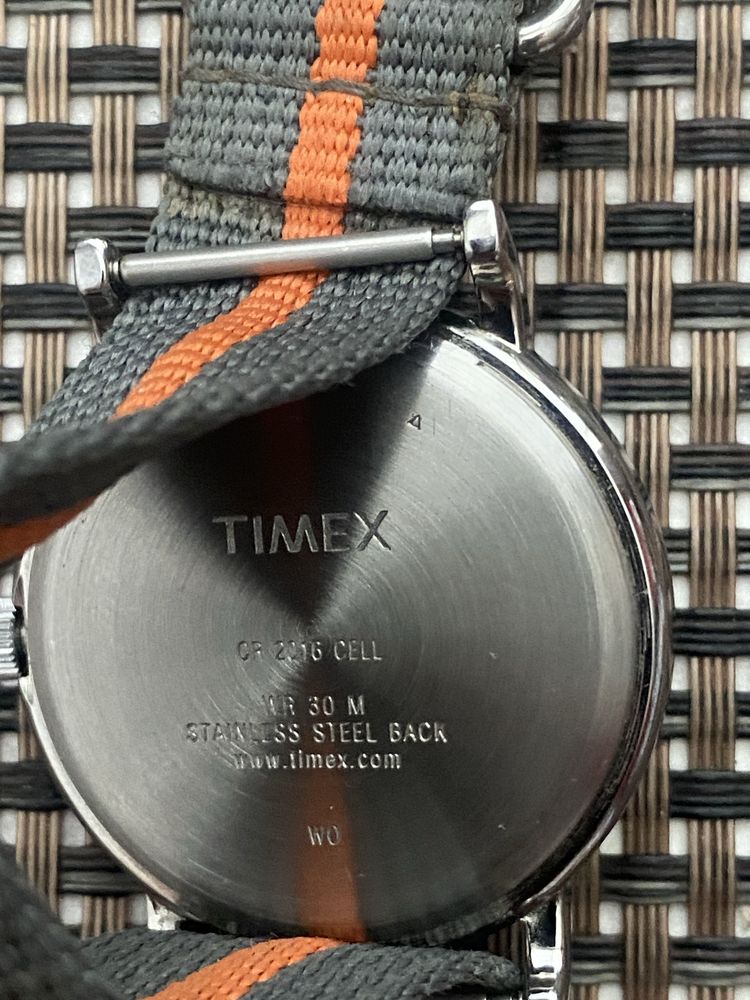 TIMEX
CR 2016 CELL
WR 30 M
STAINLESS STEEL BACK
www.timex.com
WO